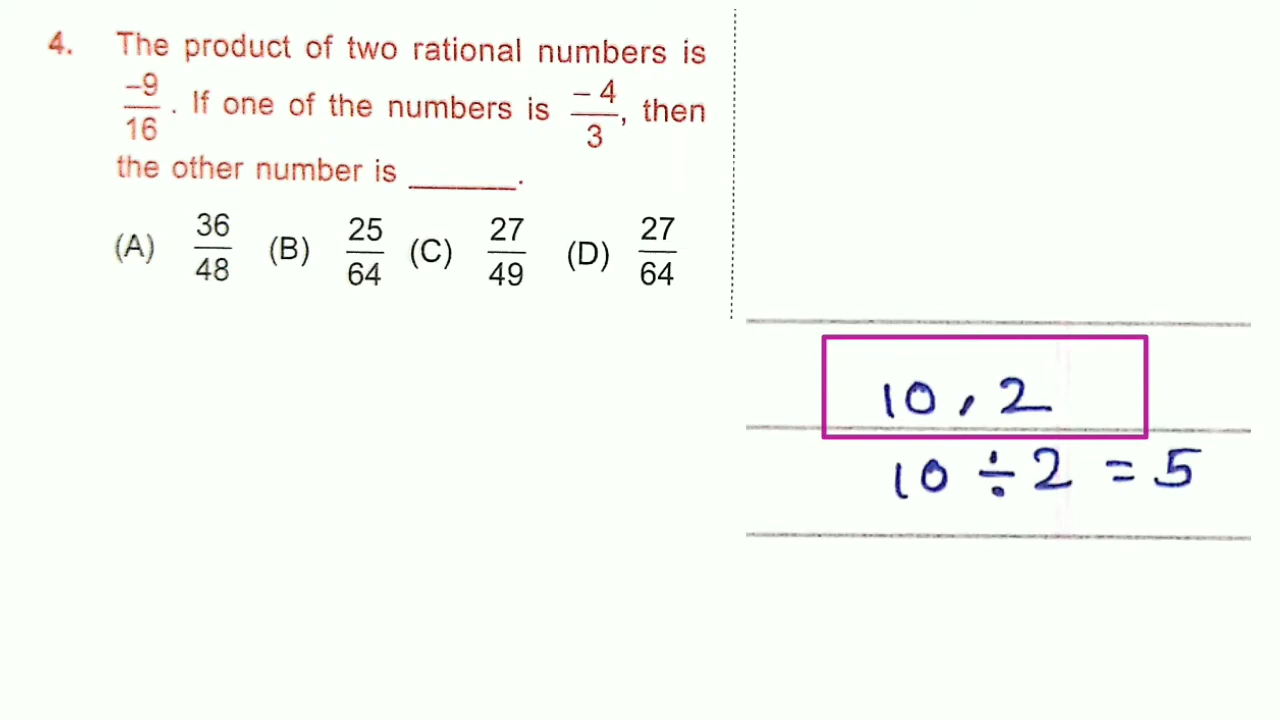 4. The product of two rational numbers is
-9/16. If one of the numbers is -4/3, then
the other number is ______.
(A) 36/48 (B) 25/64 (C) 27/49 (D) 27/64
10, 2
10 ÷ 2 = 5